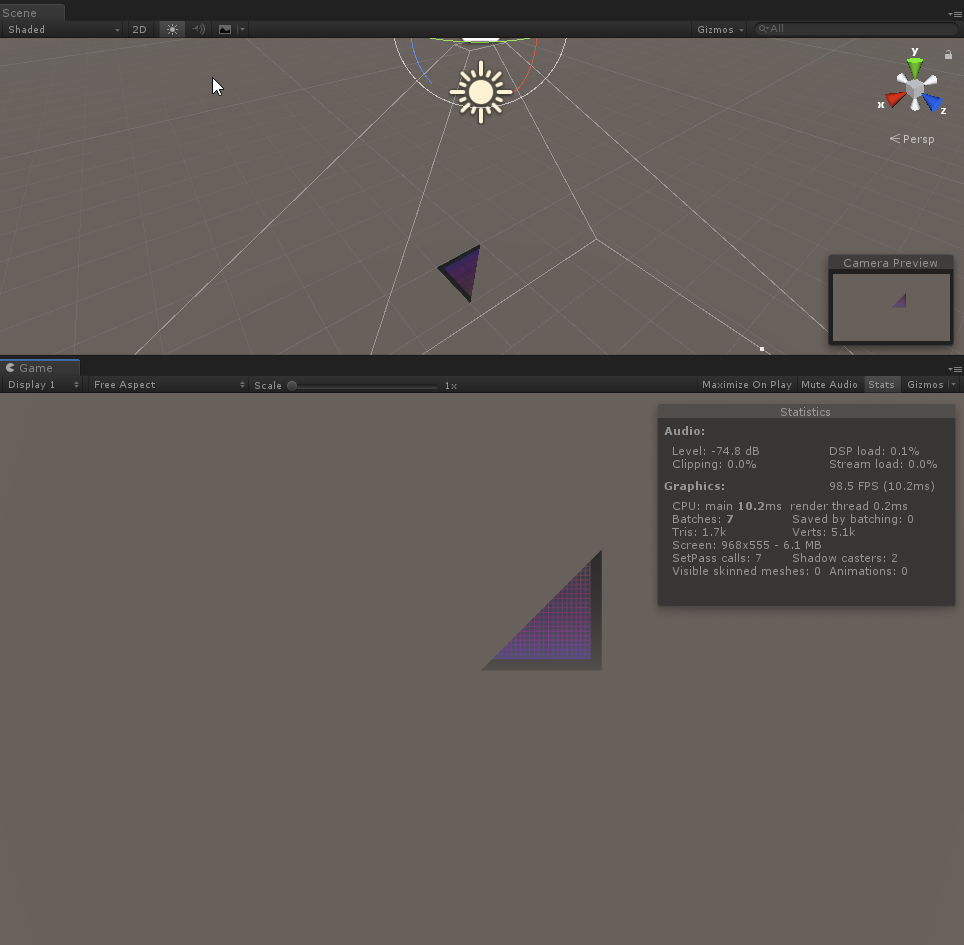 Scene
Shaded 2D Gizmos All
y
x
z
Persp
Camera Preview
Game
Display 1 Free Aspect Scale 1x Maximize On Play Mute Audio Stats Gizmos
Statistics
Audio:
Level: -74.8 dB DSP load: 0.1%
Clipping: 0.0% Stream load: 0.0%
Graphics: 98.5 FPS (10.2ms)
CPU: main 10.2ms render thread 0.2ms
Batches: 7 Saved by batching: 0
Tris: 1.7k Verts: 5.1k
Screen: 968x555 - 6.1 MB
SetPass calls: 7 Shadow casters: 2
Visible skinned meshes: 0 Animations: 0